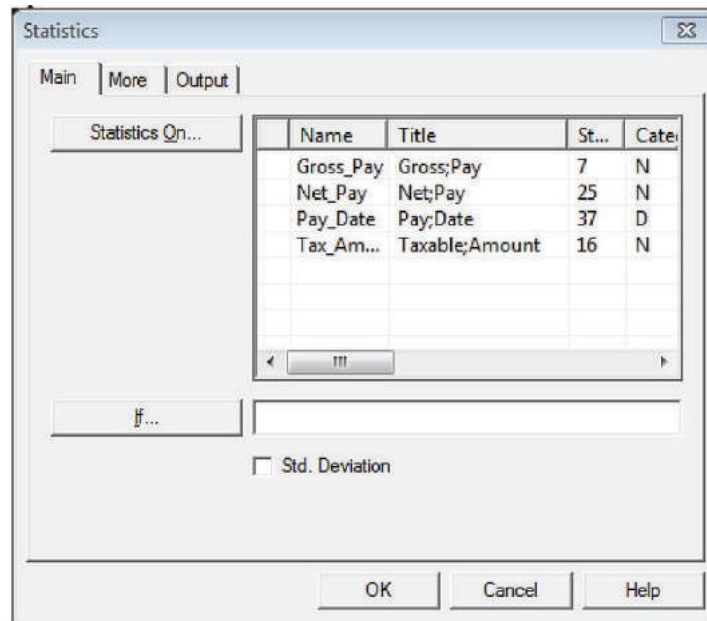 Statistics
Main More Output
Statistics On...
Name Title St... Cate
Gross_Pay Gross;Pay 7 N
Net_Pay Net;Pay 25 N
Pay_Date Pay;Date 37 D
Tax_Am... Taxable;Amount 16 N
If...
Std. Deviation
OK Cancel Help